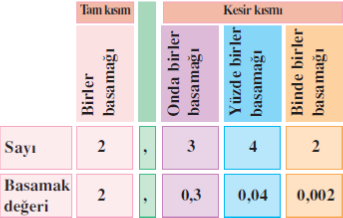 Tam kısım Kesir kısmı
Birler basamağı Onda birler basamağı Yüzde birler basamağı Binde birler basamağı
Sayı 2 , 3 4 2
Basamak değeri 2 , 0,3 0,04 0,002